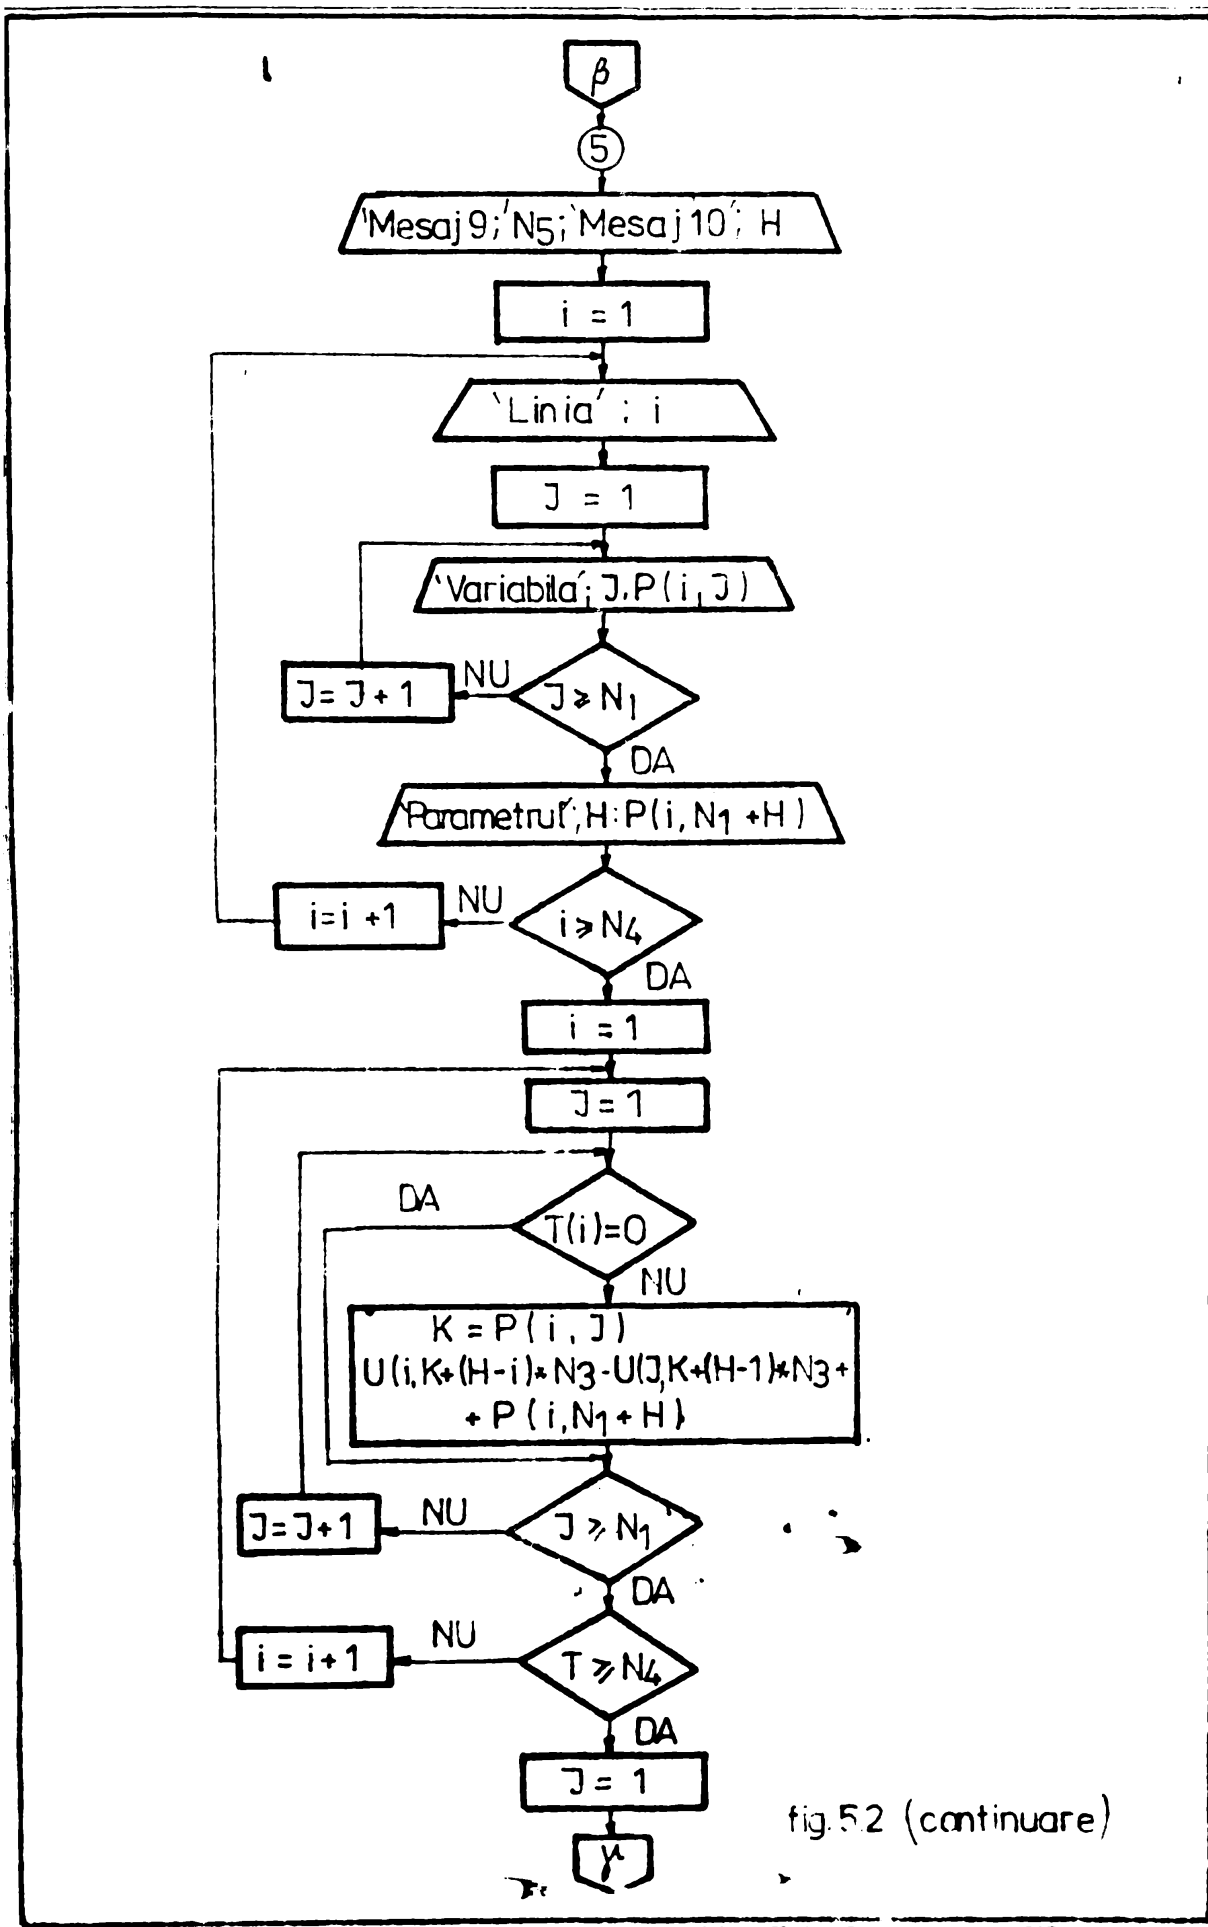 β
5
'Mesaj 9;'N5;'Mesaj 10'; H
i = 1
'Linia' ; i
J = 1
'Variabila'; J, P(i, J)
J ≥ N1
NU
J = J + 1
DA
'Parametrul'; H: P(i, N1 + H)
i ≥ N4
NU
i = i + 1
DA
i = 1
J = 1
DA
T(i) = 0
NU
K = P(i, J)
U(i, K+(H-i)*N3-U(J, K+(H-1)*N3+
+ P(i, N1 + H)
J ≥ N1
NU
J = J+1
DA
T ≥ N4
NU
i = i + 1
DA
J = 1
fig. 5.2 (continuare)